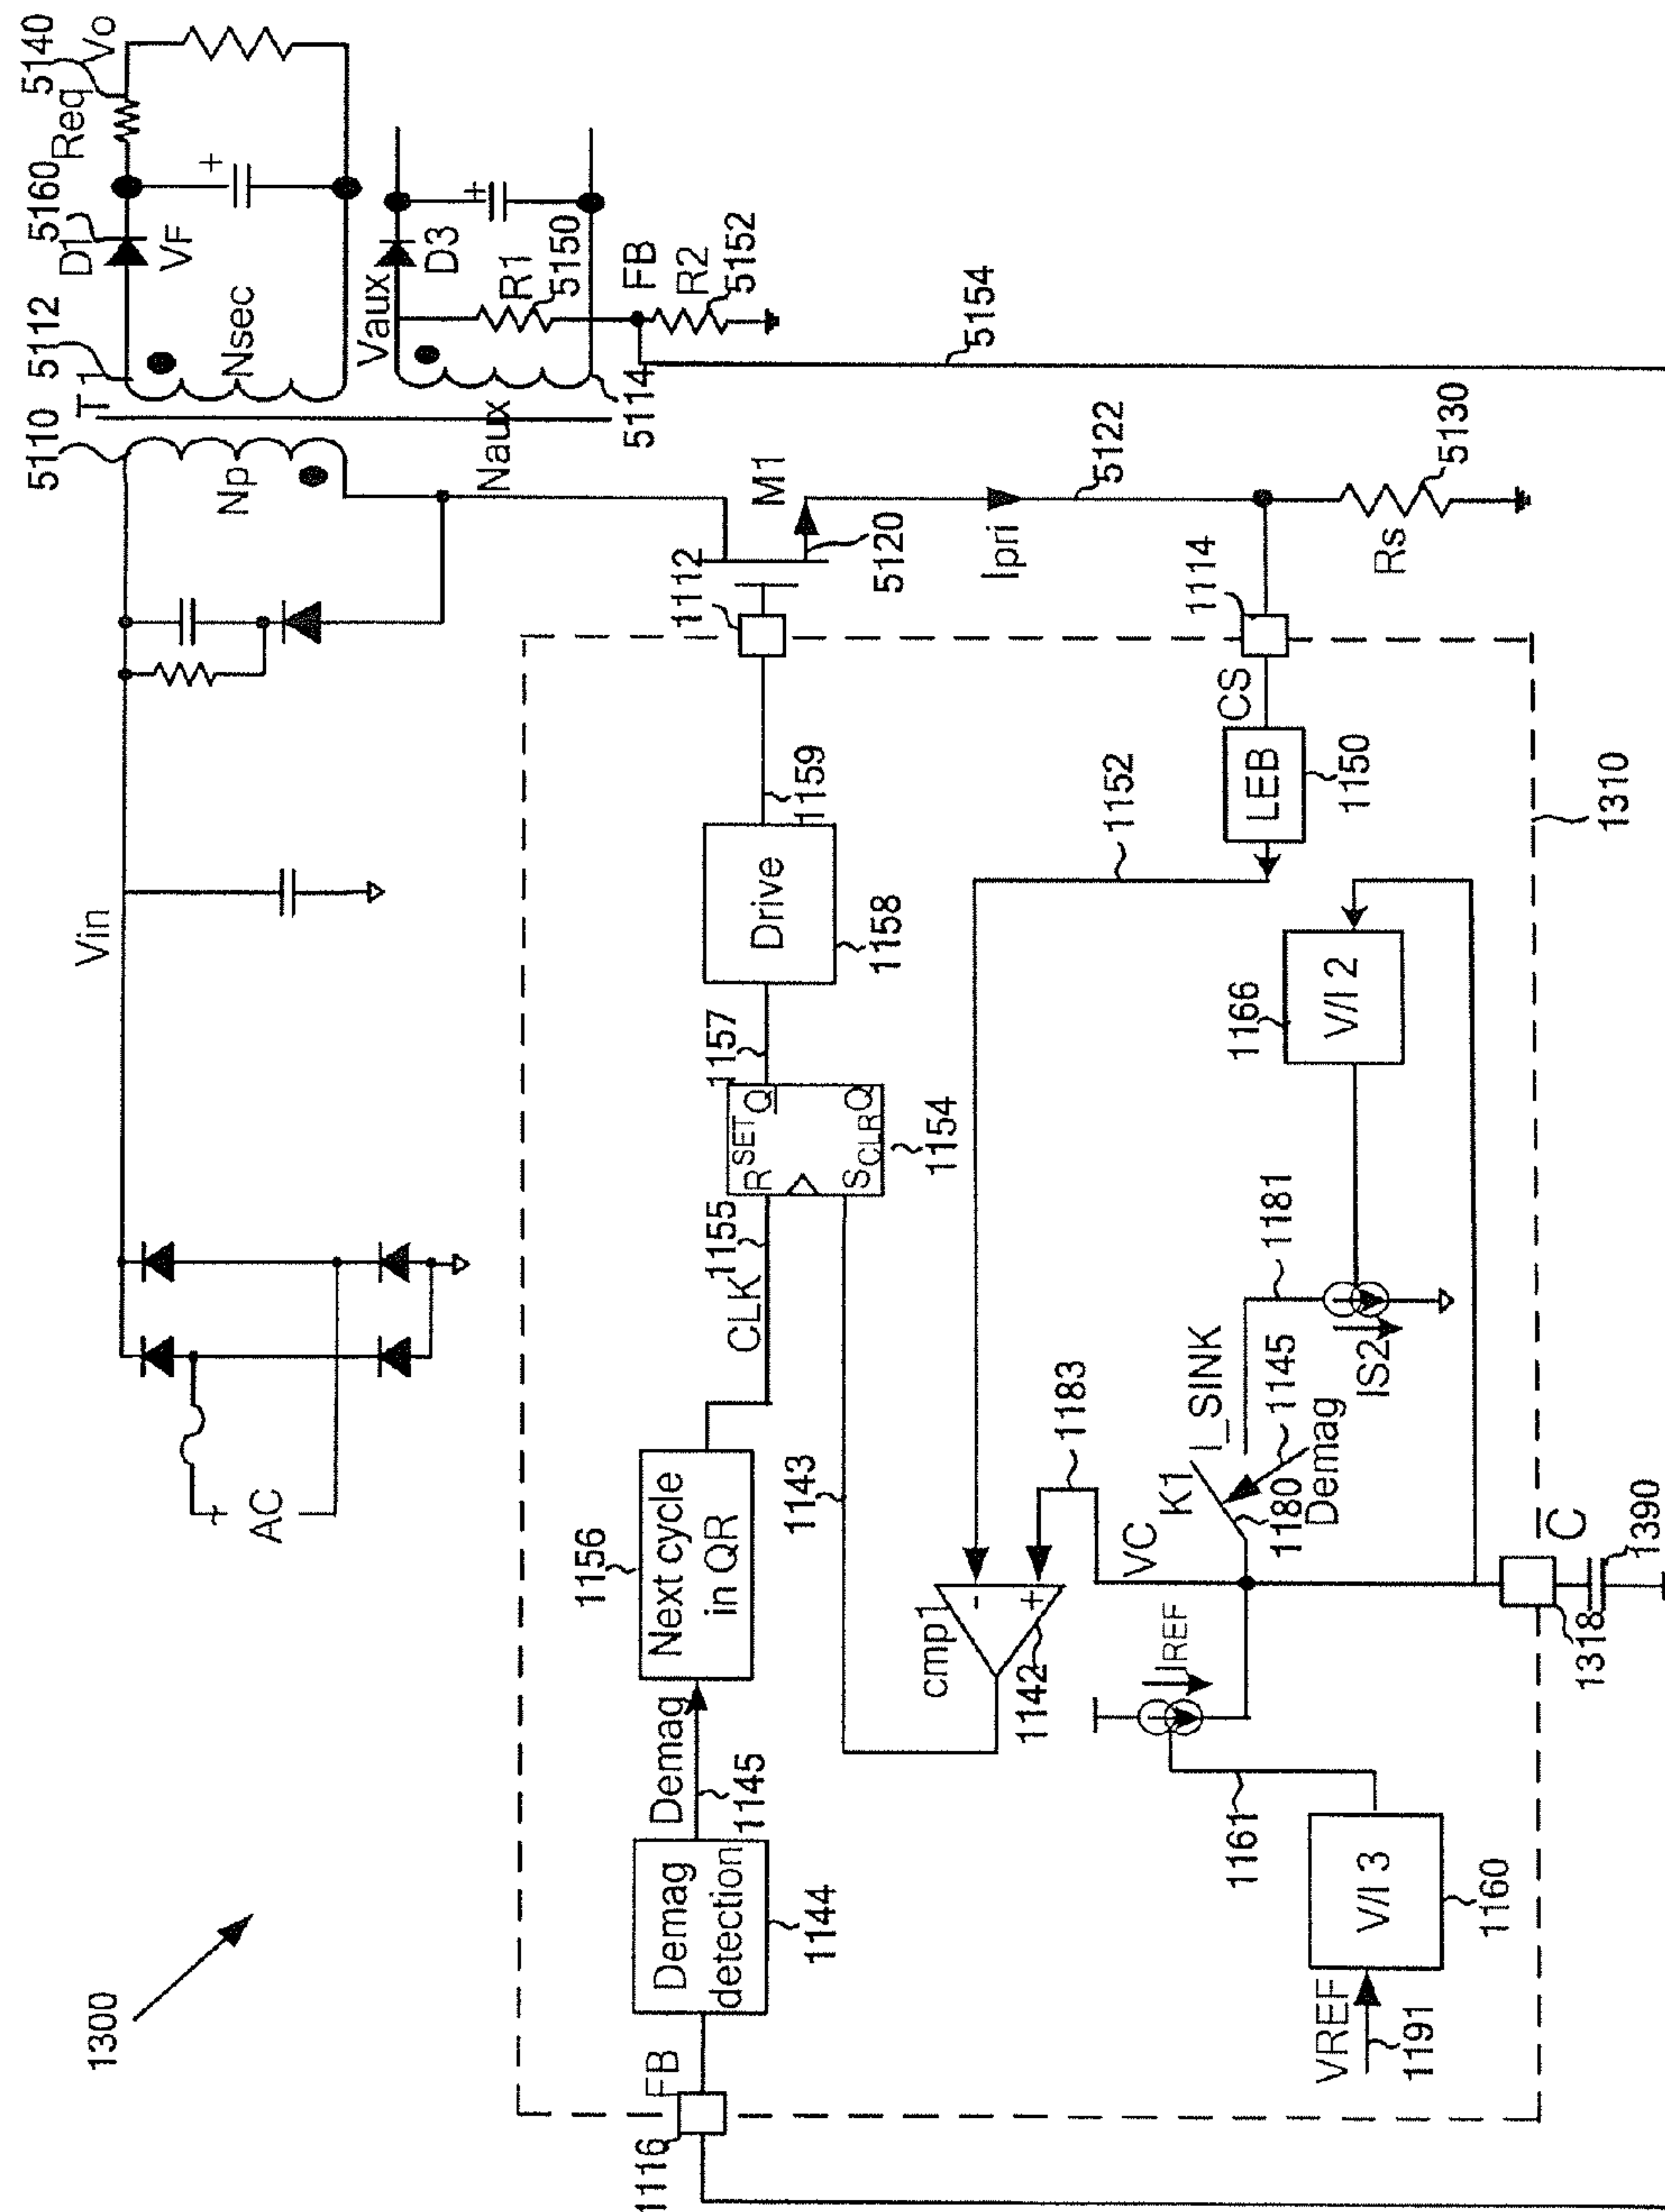 1300
AC
Vin
5110
T1
5112
5160
5140
D1
Req
Vo
VF
Np
Nsec
Vaux
D3
R1
5150
Naux
5114
FB
R2
5152
5154
1116
FB
Demag
detection
1144
Demag
1145
1156
Next cycle
in QR
CLK
1155
R
SET
Q
S
CLR
Q
1154
1157
Drive
1158
1159
1112
M1
5120
Ipri
5122
1143
1152
cmp1
-
+
1142
1183
CS
1114
LEB
1150
Rs
5130
VREF
1191
V/I 3
1160
1161
IREF
VC
K1
I_SINK
1181
1180
1145
Demag
IS2
1166
V/I 2
1310
1318
C
1390